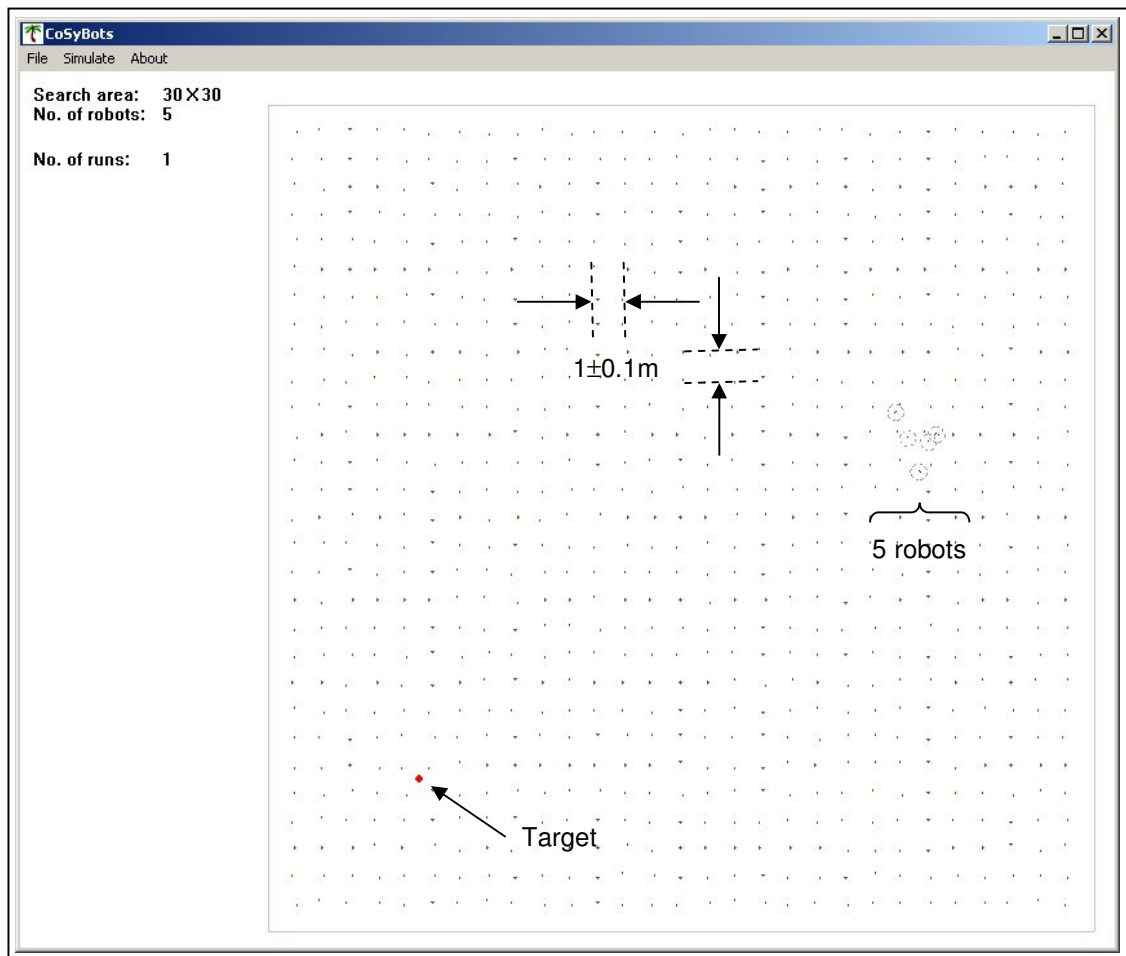 CoSyBots
File Simulate About
Search area: 30×30
No. of robots: 5
No. of runs: 1
1±0.1m
5 robots
Target